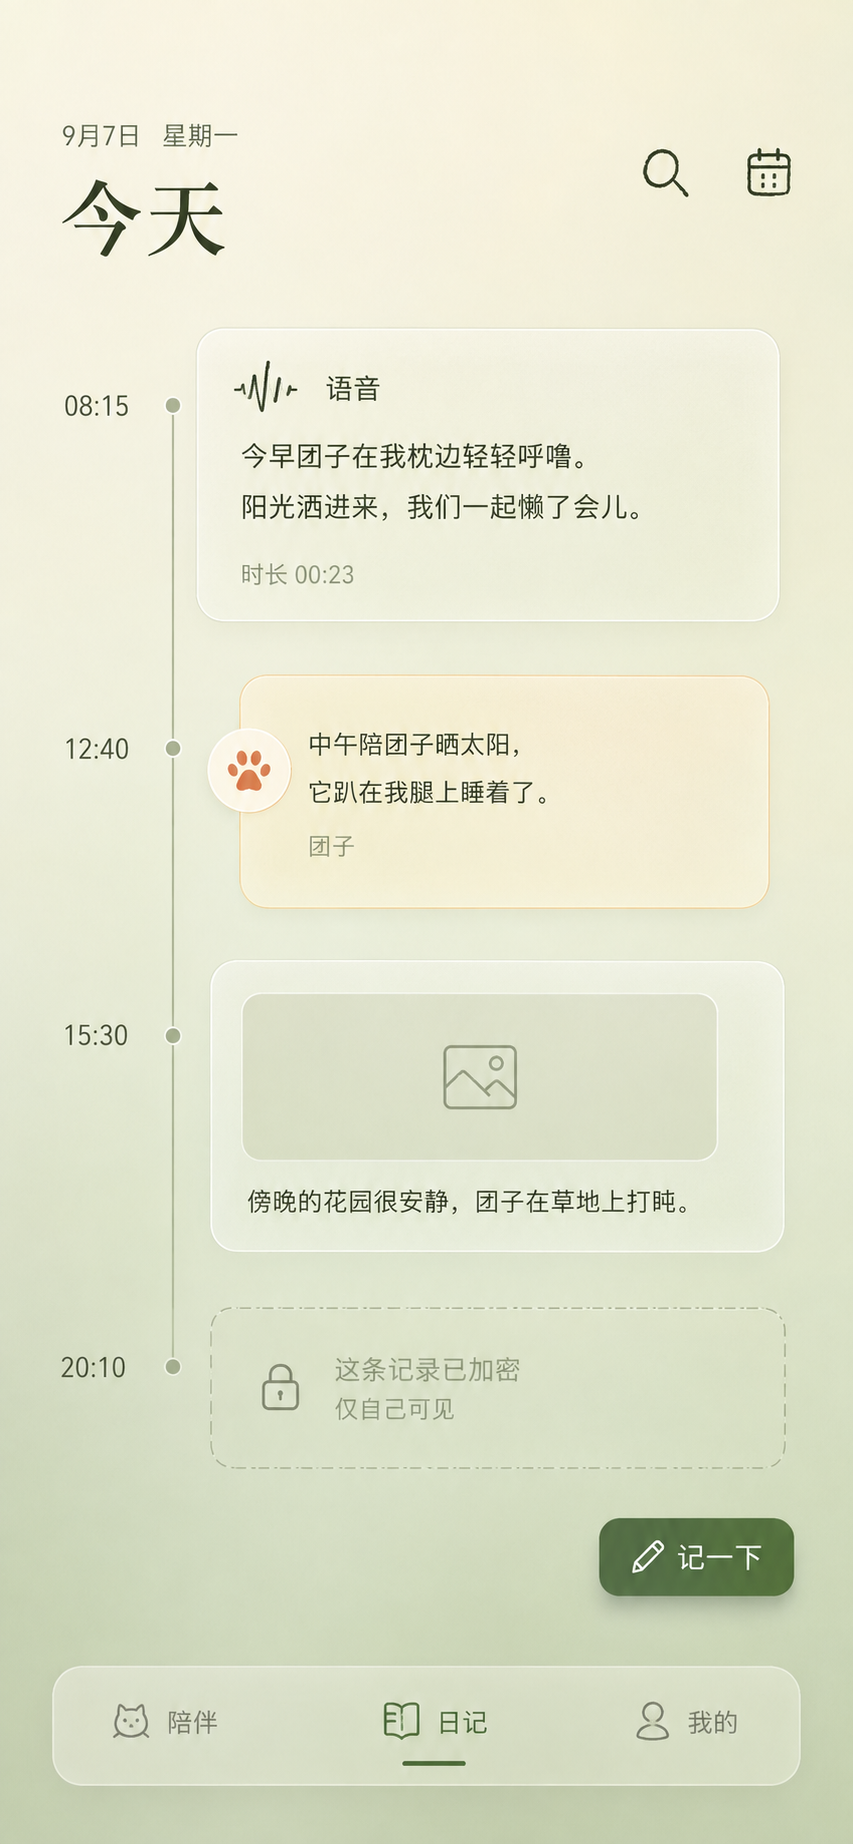 9月7日 星期一
今天
08:15
语音
今早团子在我枕边轻轻呼噜。
阳光洒进来，我们一起懒了会儿。
时长 00:23
12:40
中午陪团子晒太阳，
它趴在我腿上睡着了。
团子
15:30
傍晚的花园很安静，团子在草地上打盹。
20:10
这条记录已加密
仅自己可见
记一下
陪伴
日记
我的